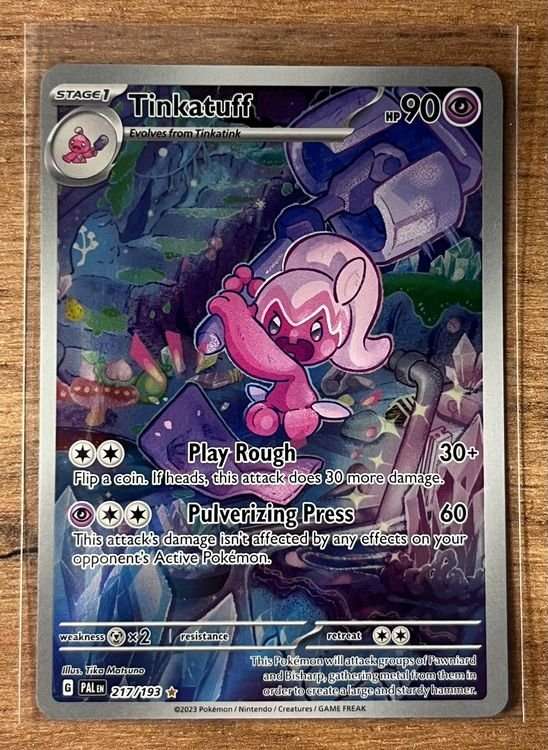 STAGE 1
Tinkatuff
HP 90
Evolves from Tinkatink
Play Rough 30+
Flip a coin. If heads, this attack does 30 more damage.
Pulverizing Press 60
This attack's damage isn't affected by any effects on your
opponent's Active Pokémon.
weakness x2 resistance retreat
Illus. Tika Matsuno
G PAL EN 217/193
This Pokémon will attack groups of Pawniard
and Bisharp, gathering metal from them in
order to create a large and sturdy hammer.
©2023 Pokémon / Nintendo / Creatures / GAME FREAK